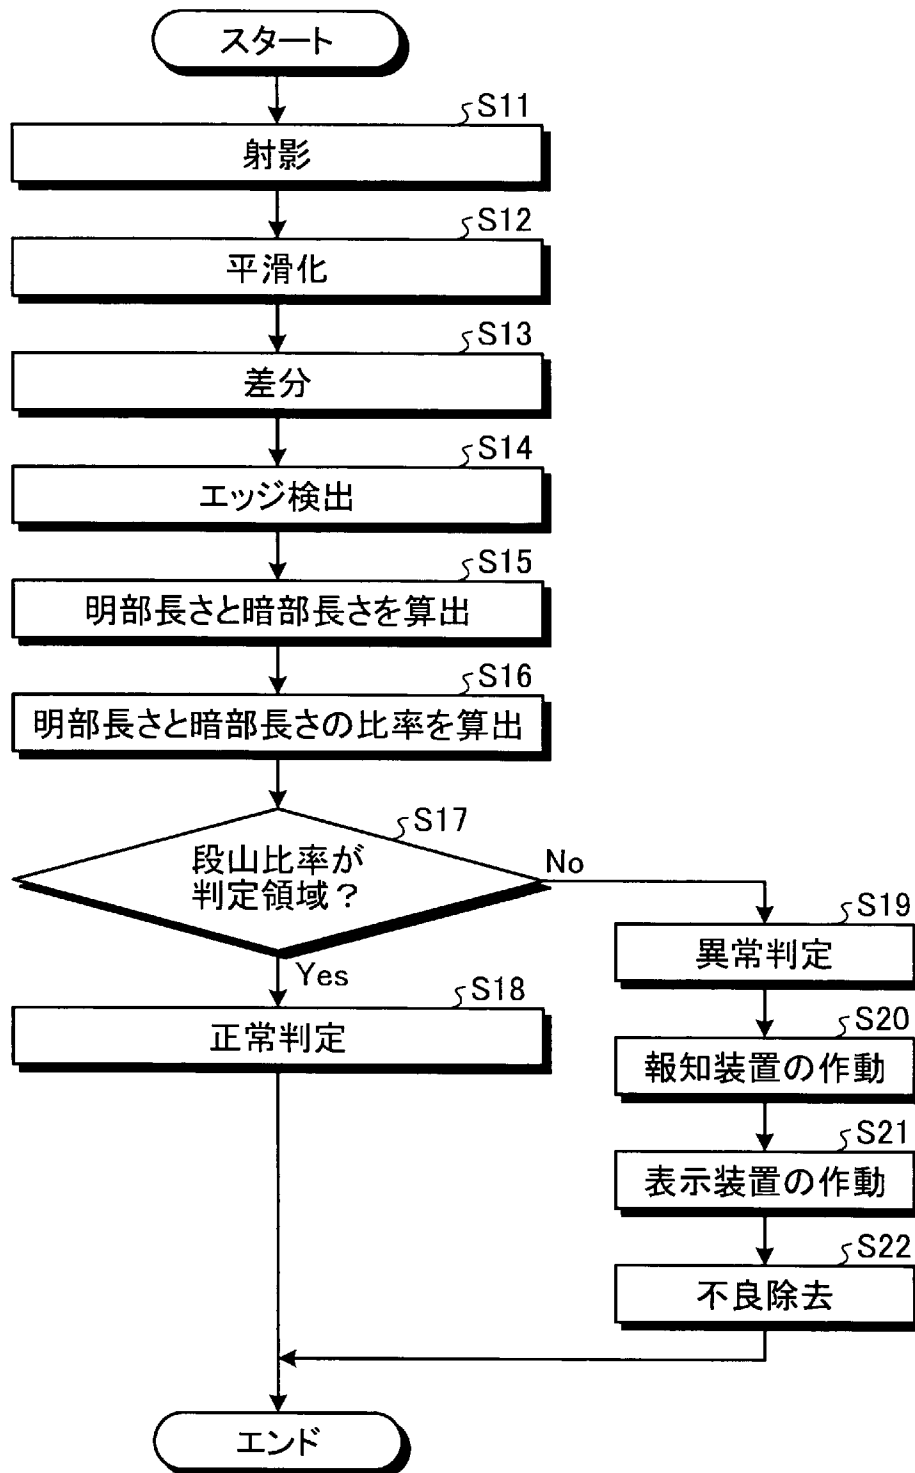 スタート
S11
射影
S12
平滑化
S13
差分
S14
エッジ検出
S15
明部長さと暗部長さを算出
S16
明部長さと暗部長さの比率を算出
S17
段山比率が
判定領域？
No
Yes
S18
正常判定
S19
異常判定
S20
報知装置の作動
S21
表示装置の作動
S22
不良除去
エンド